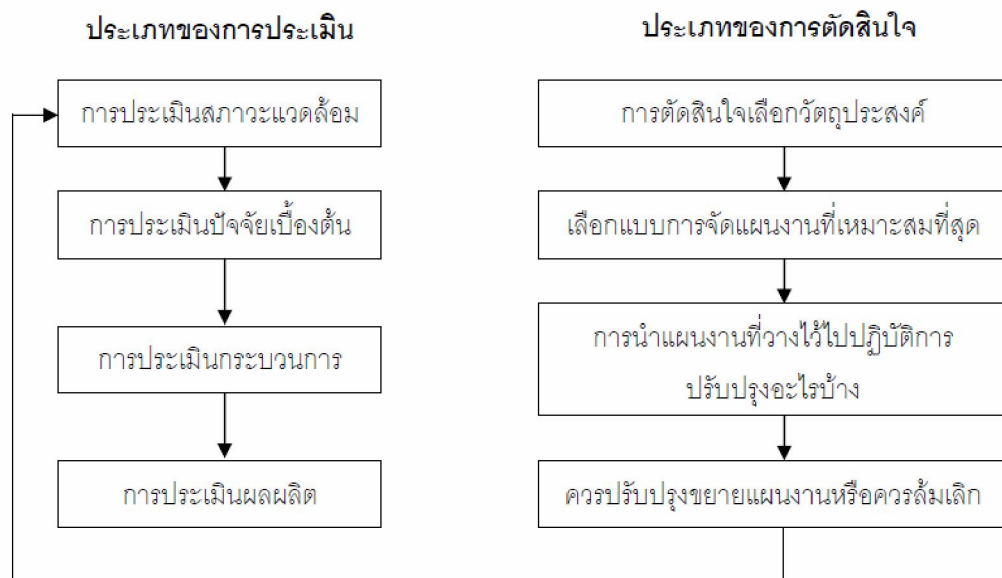 ประเภทของการประเมิน
การประเมินสภาวะแวดล้อม
การประเมินปัจจัยเบื้องต้น
การประเมินกระบวนการ
การประเมินผลผลิต
ประเภทของการตัดสินใจ
การตัดสินใจเลือกวัตถุประสงค์
เลือกแบบการจัดแผนงานที่เหมาะสมที่สุด
การนำแผนงานที่วางไว้ไปปฏิบัติการ
ปรับปรุงอะไรบ้าง
ควรปรับปรุงขยายแผนงานหรือควรล้มเลิก